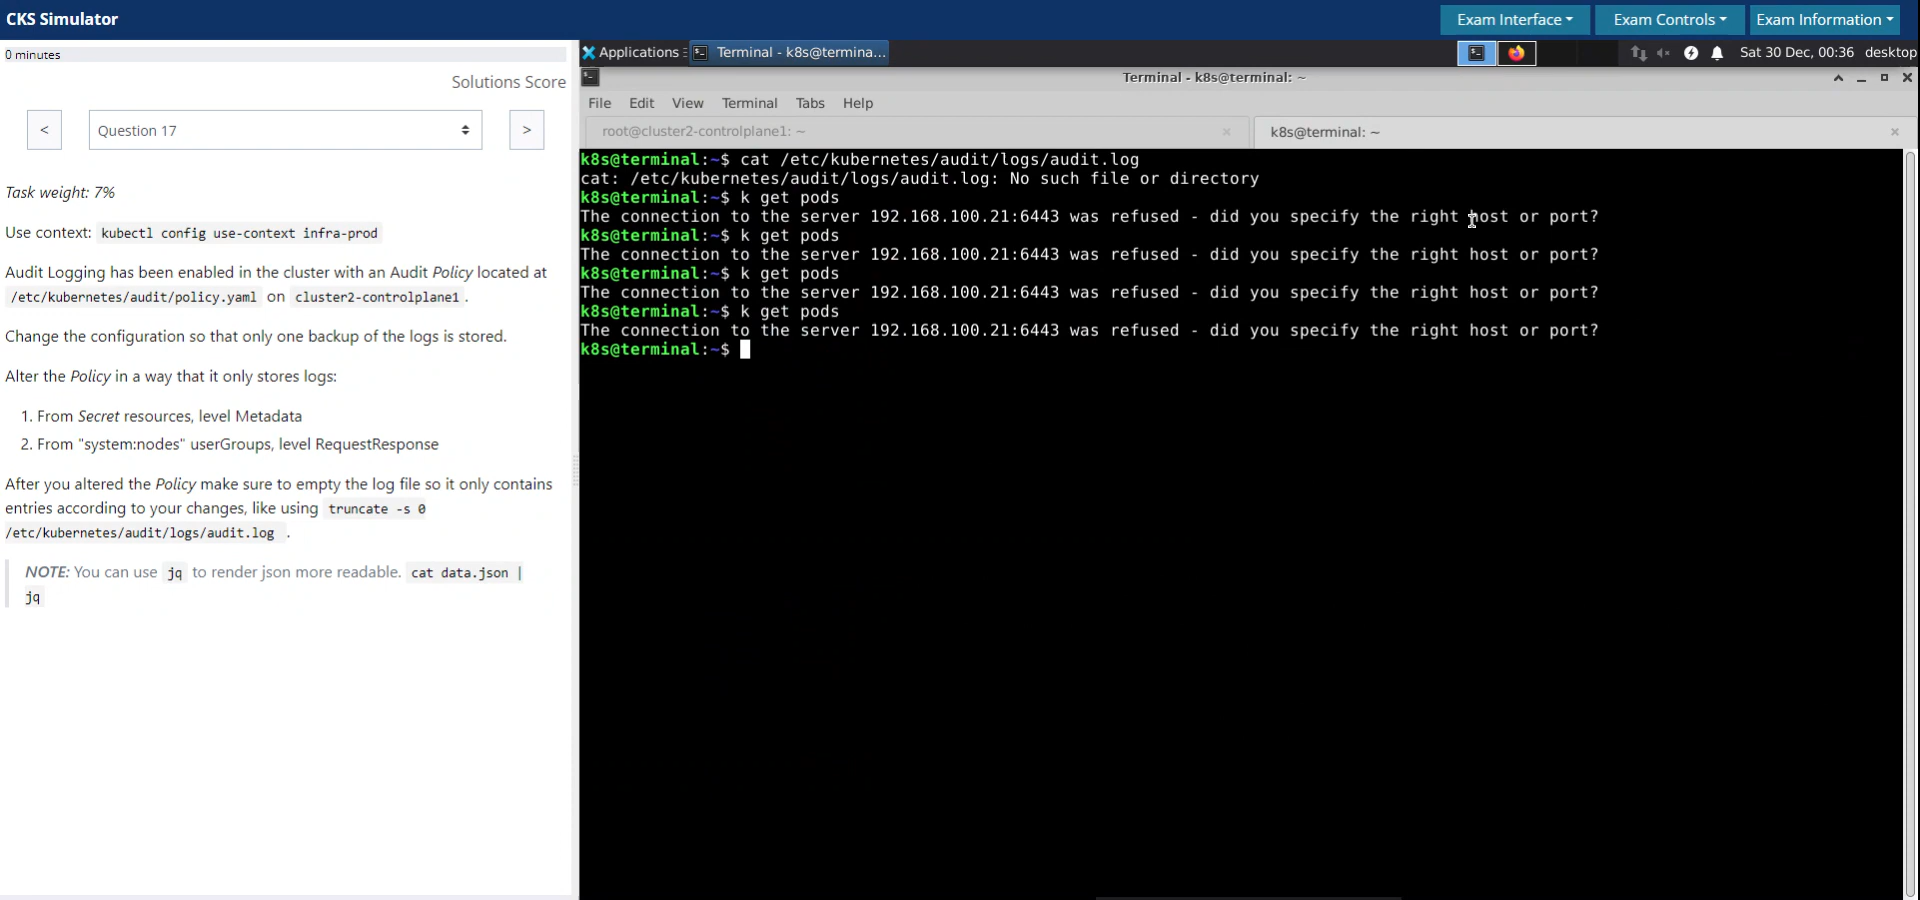 CKS Simulator
Exam Interface
Exam Controls
Exam Information
0 minutes
Solutions Score
<
Question 17
>
Task weight: 7%
Use context: kubectl config use-context infra-prod
Audit Logging has been enabled in the cluster with an Audit Policy located at
/etc/kubernetes/audit/policy.yaml on cluster2-controlplane1 .
Change the configuration so that only one backup of the logs is stored.
Alter the Policy in a way that it only stores logs:
1. From Secret resources, level Metadata
2. From "system:nodes" userGroups, level RequestResponse
After you altered the Policy make sure to empty the log file so it only contains
entries according to your changes, like using truncate -s 0
/etc/kubernetes/audit/logs/audit.log .
NOTE: You can use jq to render json more readable. cat data.json |
jq
Applications
Terminal - k8s@termina...
Sat 30 Dec, 00:36 desktop
Terminal - k8s@terminal: ~
File Edit View Terminal Tabs Help
root@cluster2-controlplane1: ~
k8s@terminal: ~
k8s@terminal:~$ cat /etc/kubernetes/audit/logs/audit.log
cat: /etc/kubernetes/audit/logs/audit.log: No such file or directory
k8s@terminal:~$ k get pods
The connection to the server 192.168.100.21:6443 was refused - did you specify the right host or port?
k8s@terminal:~$ k get pods
The connection to the server 192.168.100.21:6443 was refused - did you specify the right host or port?
k8s@terminal:~$ k get pods
The connection to the server 192.168.100.21:6443 was refused - did you specify the right host or port?
k8s@terminal:~$ k get pods
The connection to the server 192.168.100.21:6443 was refused - did you specify the right host or port?
k8s@terminal:~$